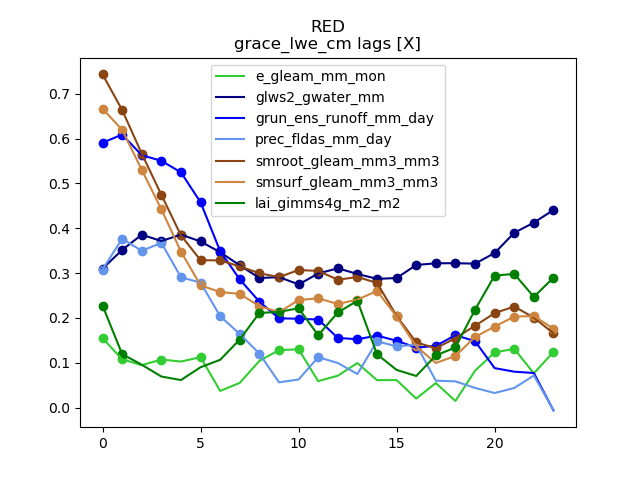 RED
grace_lwe_cm lags [X]
e_gleam_mm_mon
glws2_gwater_mm
grun_ens_runoff_mm_day
prec_fldas_mm_day
smroot_gleam_mm3_mm3
smsurf_gleam_mm3_mm3
lai_gimms4g_m2_m2
0.7
0.6
0.5
0.4
0.3
0.2
0.1
0.0
0 5 10 15 20